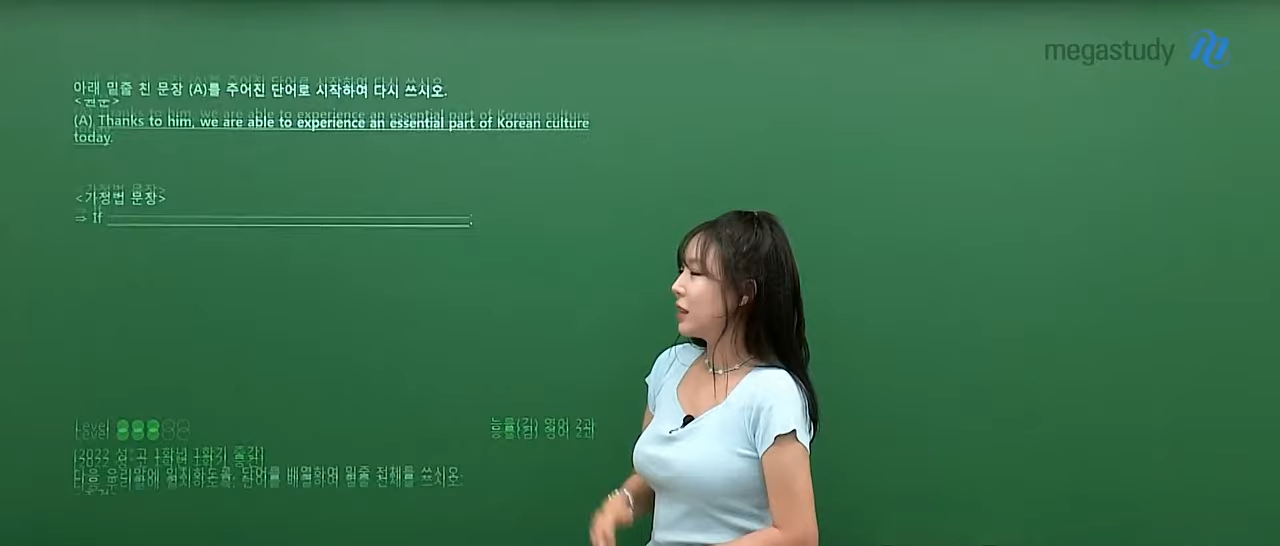 megastudy
아래 밑줄 친 문장 (A)를 주어진 단어로 시작하여 다시 쓰시오.
<원문>
(A) Thanks to him, we are able to experience an essential part of Korean culture
today.
<가정법 문장>
⇒ If
Level
능률(김) 영어 2과
[2022 성 고 1학년 1학기 중간]
다음 우리말에 일치하도록, 단어를 배열하여 밑줄 전체를 쓰시오.